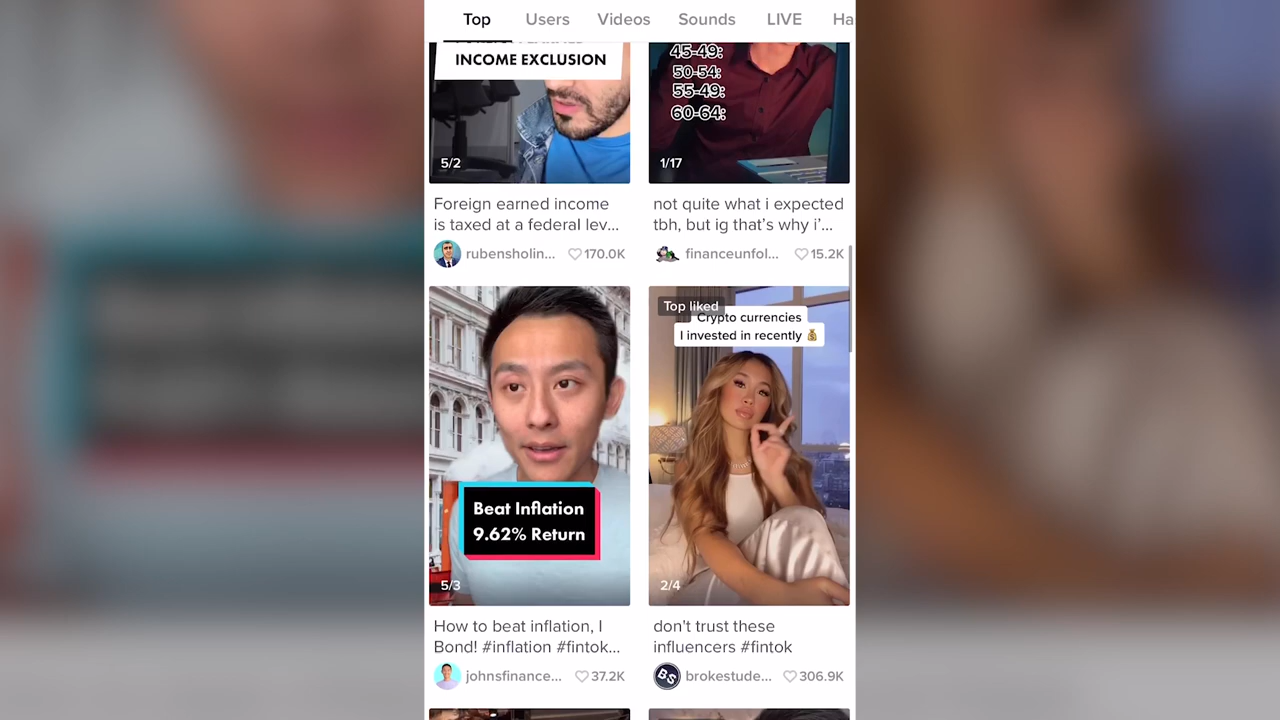 Top
Users
Videos
Sounds
LIVE
Ha
INCOME EXCLUSION
5/2
Foreign earned income
is taxed at a federal lev...
rubensholin...
170.0K
45-49:
50-54:
55-49:
60-64:
1/17
not quite what i expected
tbh, but ig that's why i'...
financeunfol...
15.2K
Beat Inflation
9.62% Return
5/3
How to beat inflation, I
Bond! #inflation #fintok...
johnsfinance...
37.2K
Top liked
Crypto currencies
I invested in recently 💰
2/4
don't trust these
influencers #fintok
BS
brokestude...
306.9K